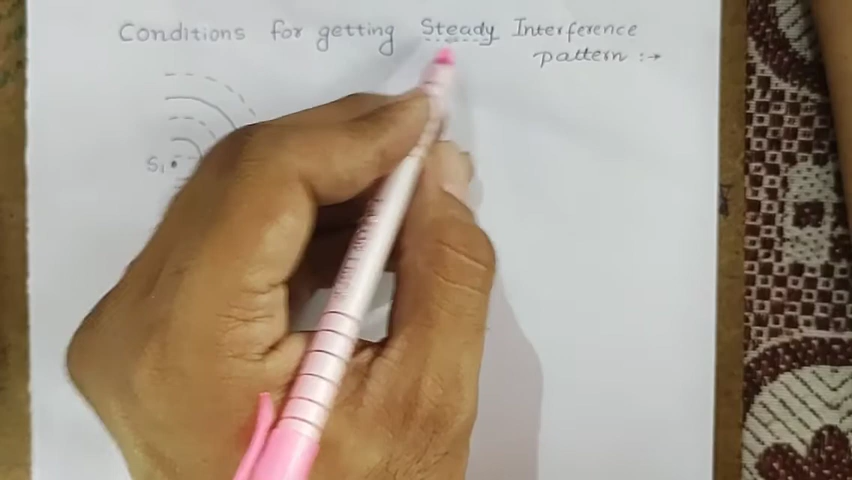 Conditions for getting Steady Interference
pattern :→
S₁